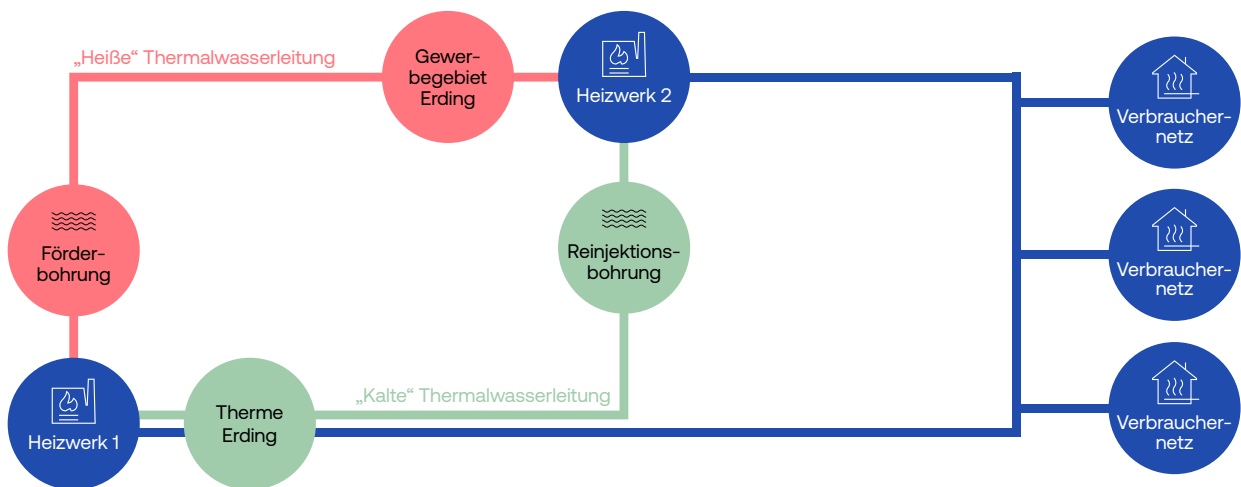 „Heiße“ Thermalwasserleitung
Gewer-
begebiet
Erding
Heizwerk 2
Verbraucher-
netz
Förder-
bohrung
Reinjektions-
bohrung
Verbraucher-
netz
„Kalte“ Thermalwasserleitung
Heizwerk 1
Therme
Erding
Verbraucher-
netz